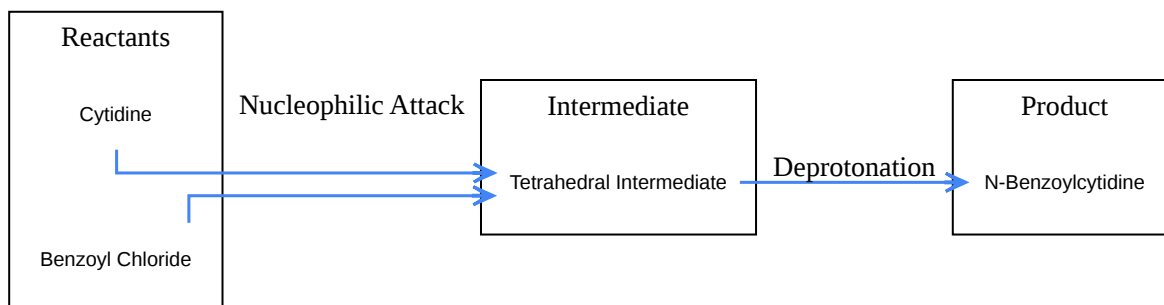 Reactants
Cytidine
Benzoyl Chloride
Nucleophilic Attack
Intermediate
Tetrahedral Intermediate
Deprotonation
Product
N-Benzoylcytidine